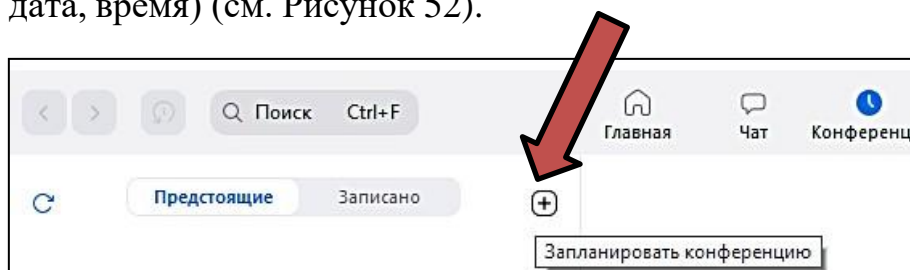 дата, время) (см. Рисунок 52).
Поиск Ctrl+F
Главная Чат Конференц
Предстоящие Записано
Запланировать конференцию